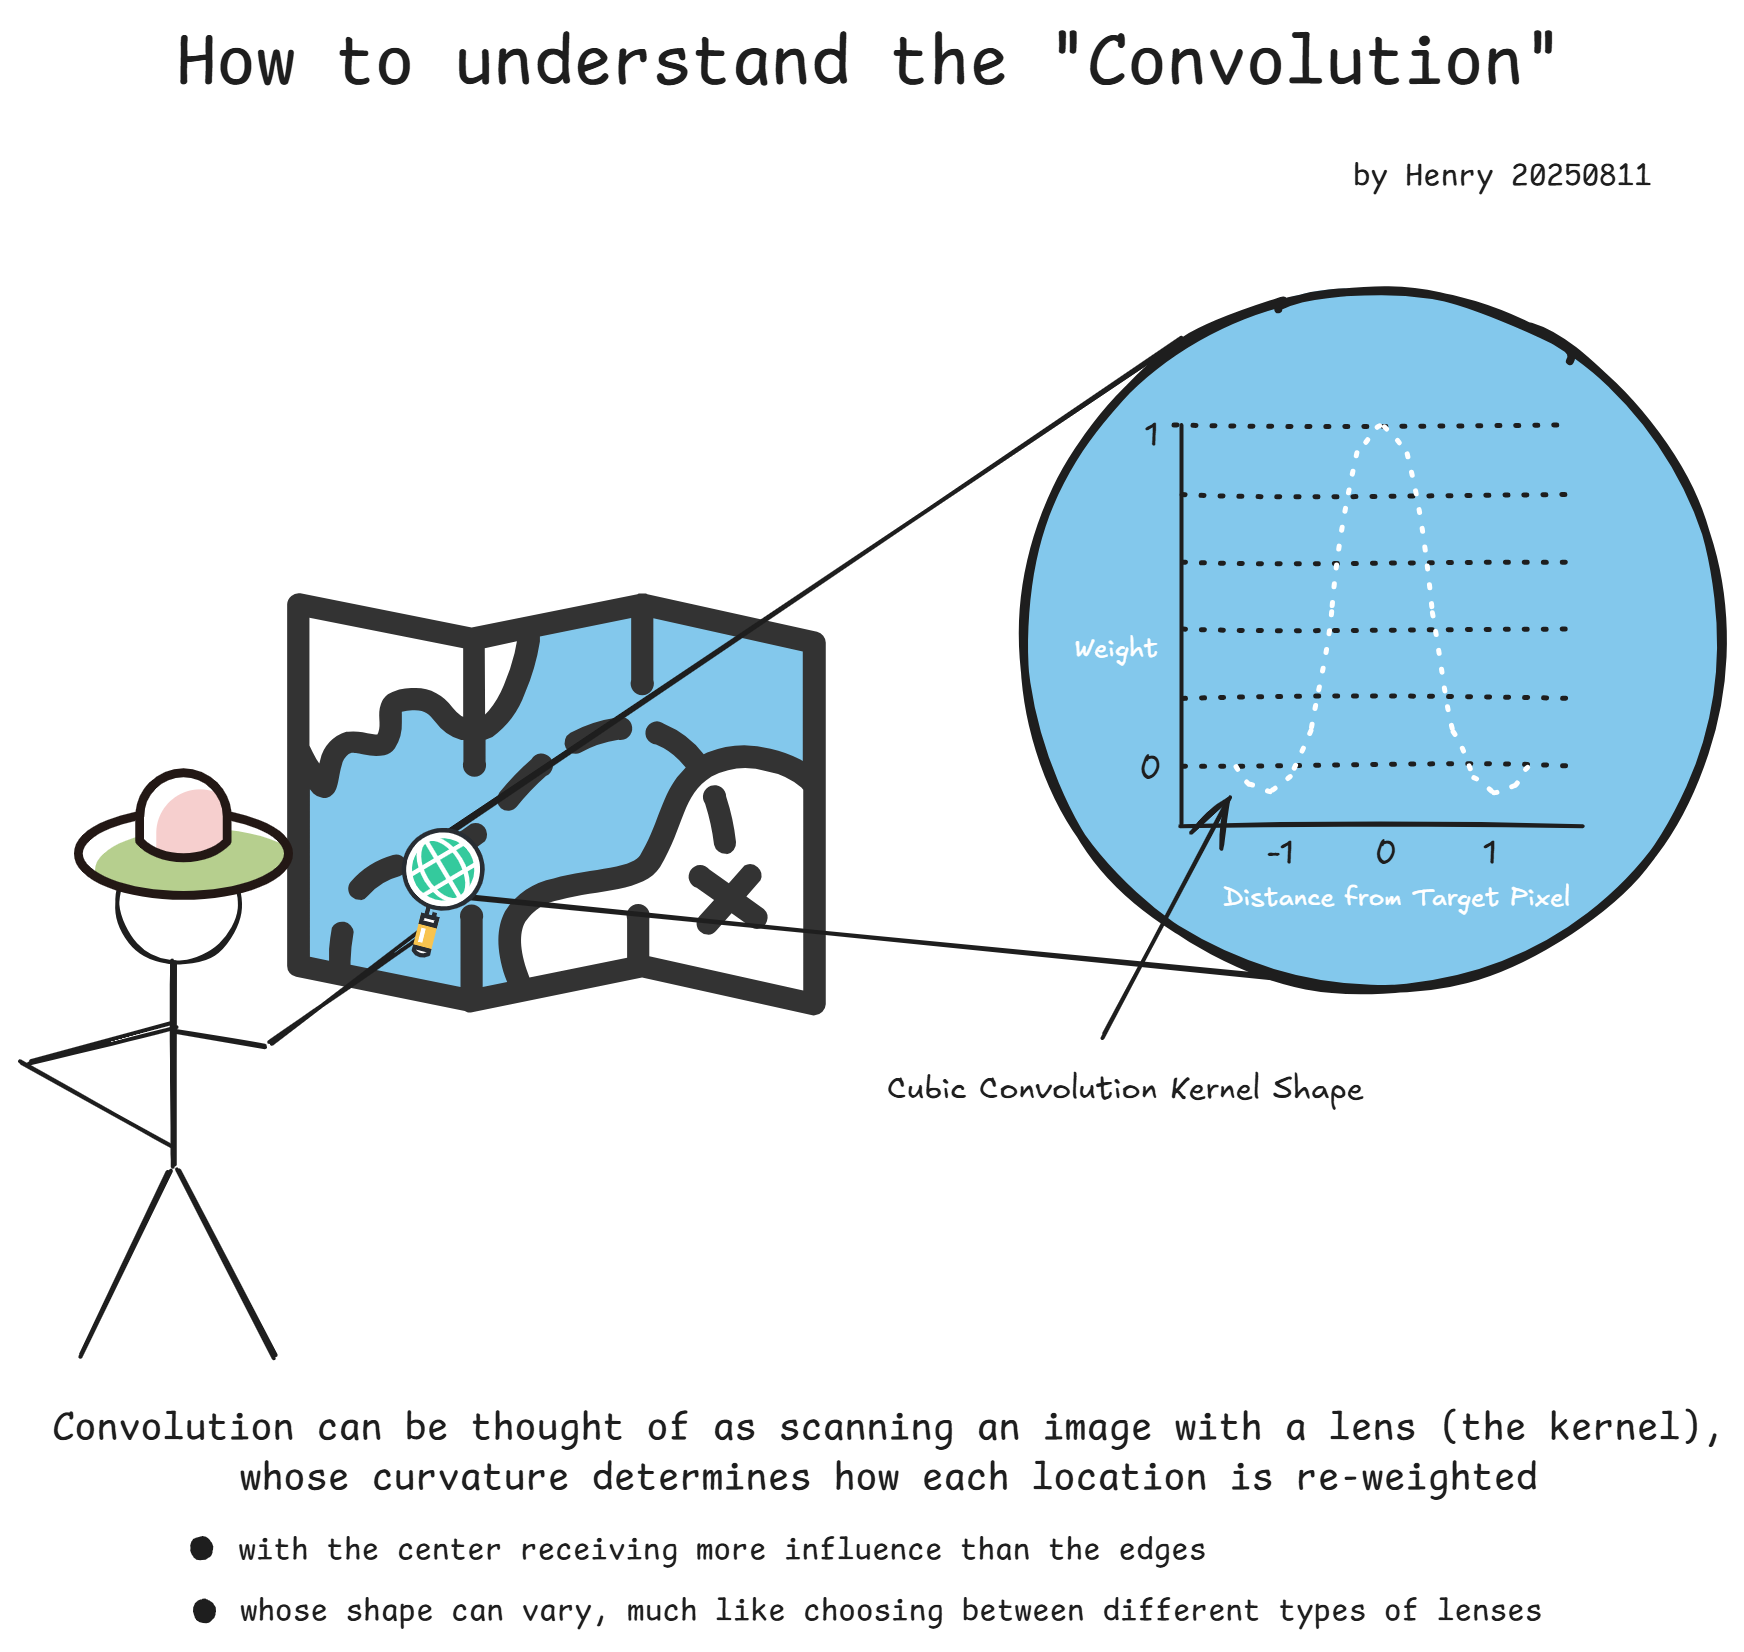 How to understand the "Convolution"
by Henry 20250811
1
Weight
0
-1 0 1
Distance from Target Pixel
Cubic Convolution Kernel Shape
Convolution can be thought of as scanning an image with a lens (the kernel),
whose curvature determines how each location is re-weighted
● with the center receiving more influence than the edges
● whose shape can vary, much like choosing between different types of lenses